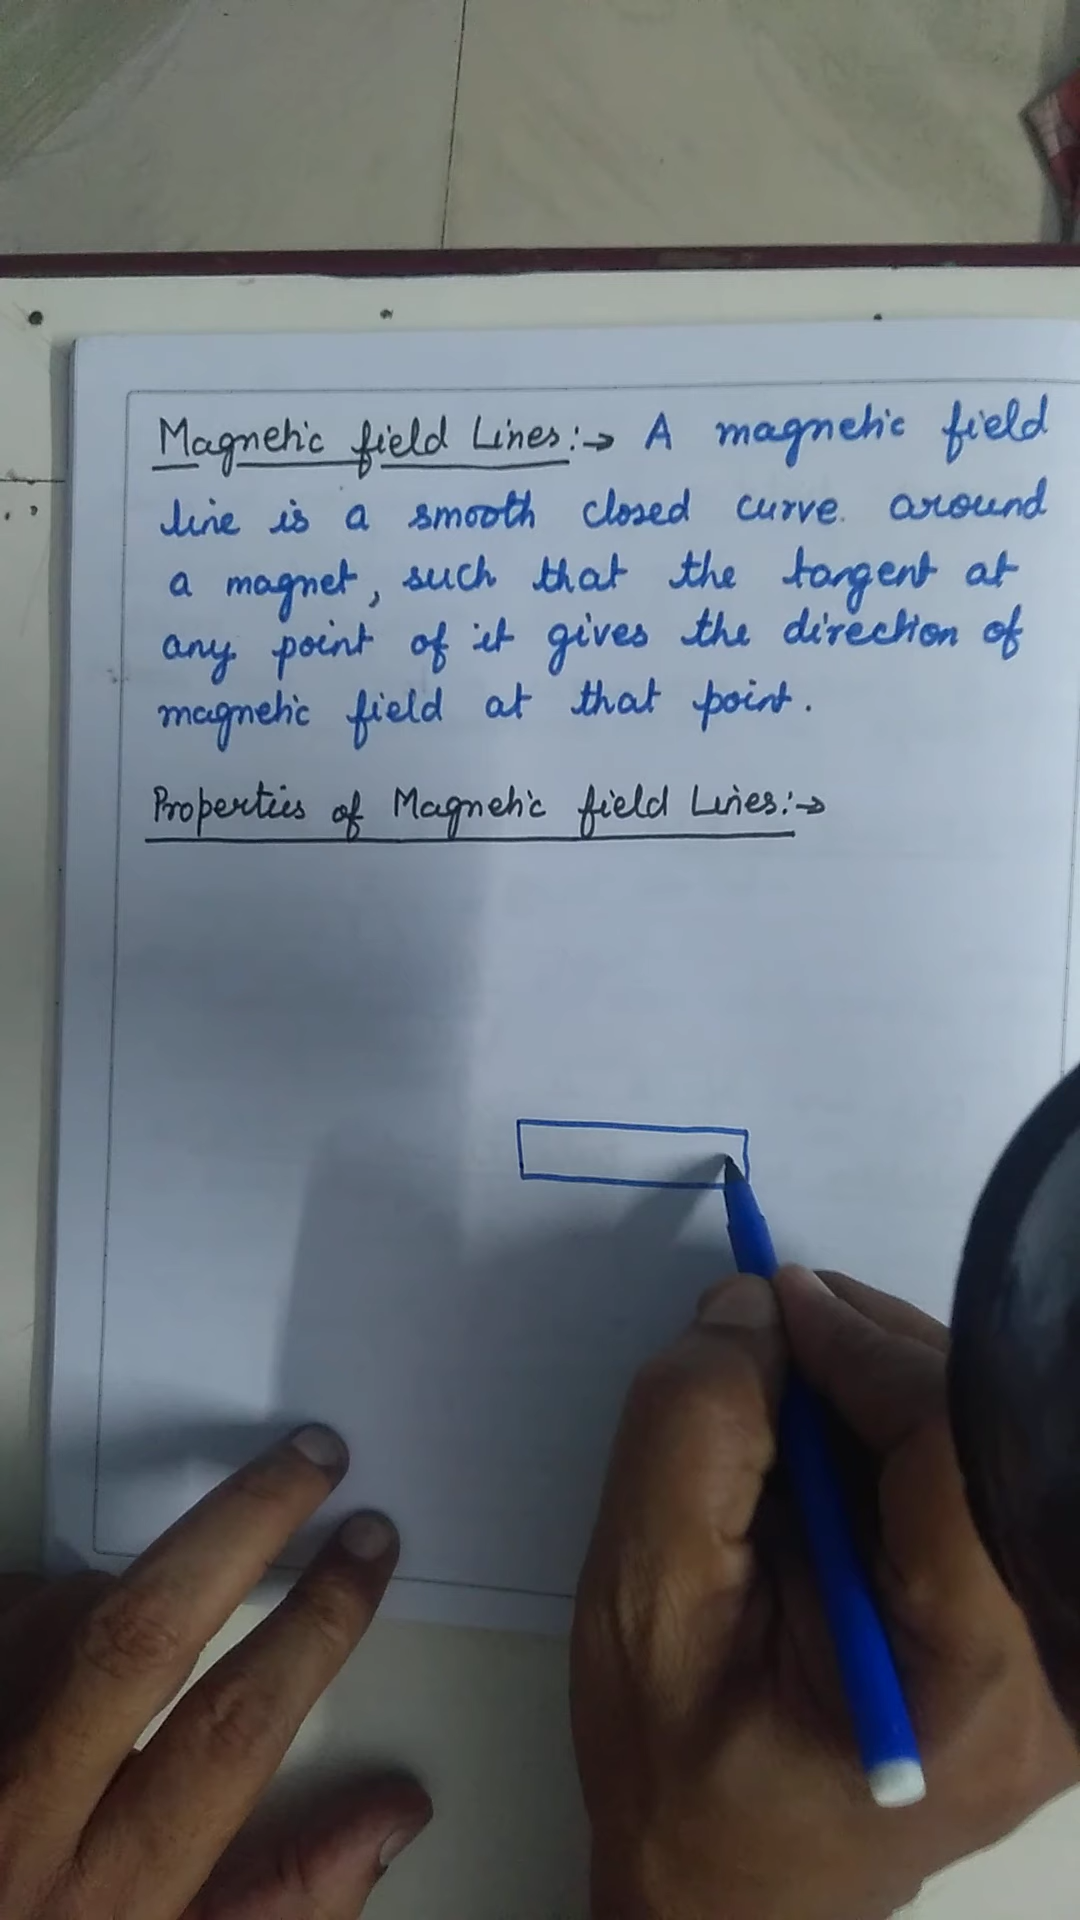 Magnetic field Lines:→ A magnetic field
line is a smooth closed curve. around
a magnet, such that the tangent at
any point of it gives the direction of
magnetic field at that point.
Properties of Magnetic field Lines:→